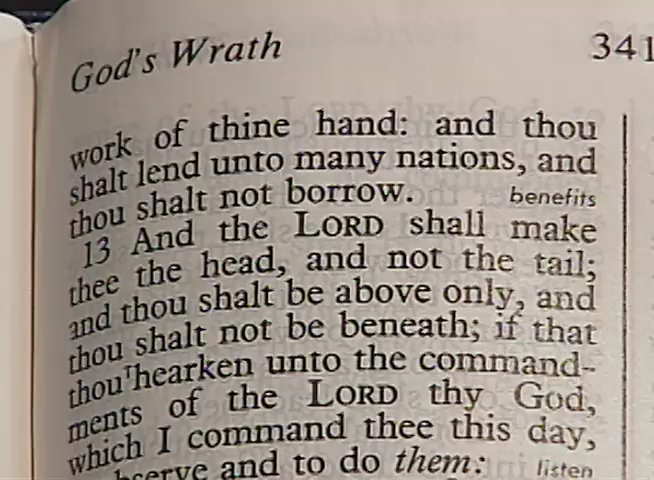 God's Wrath 341
work of thine hand: and thou
shalt lend unto many nations, and
thou shalt not borrow. benefits
13 And the LORD shall make
thee the head, and not the tail;
and thou shalt be above only, and
thou shalt not be beneath; if that
thou ʳhearken unto the command-
ments of the LORD thy God,
which I command thee this day,
and to do them: listen